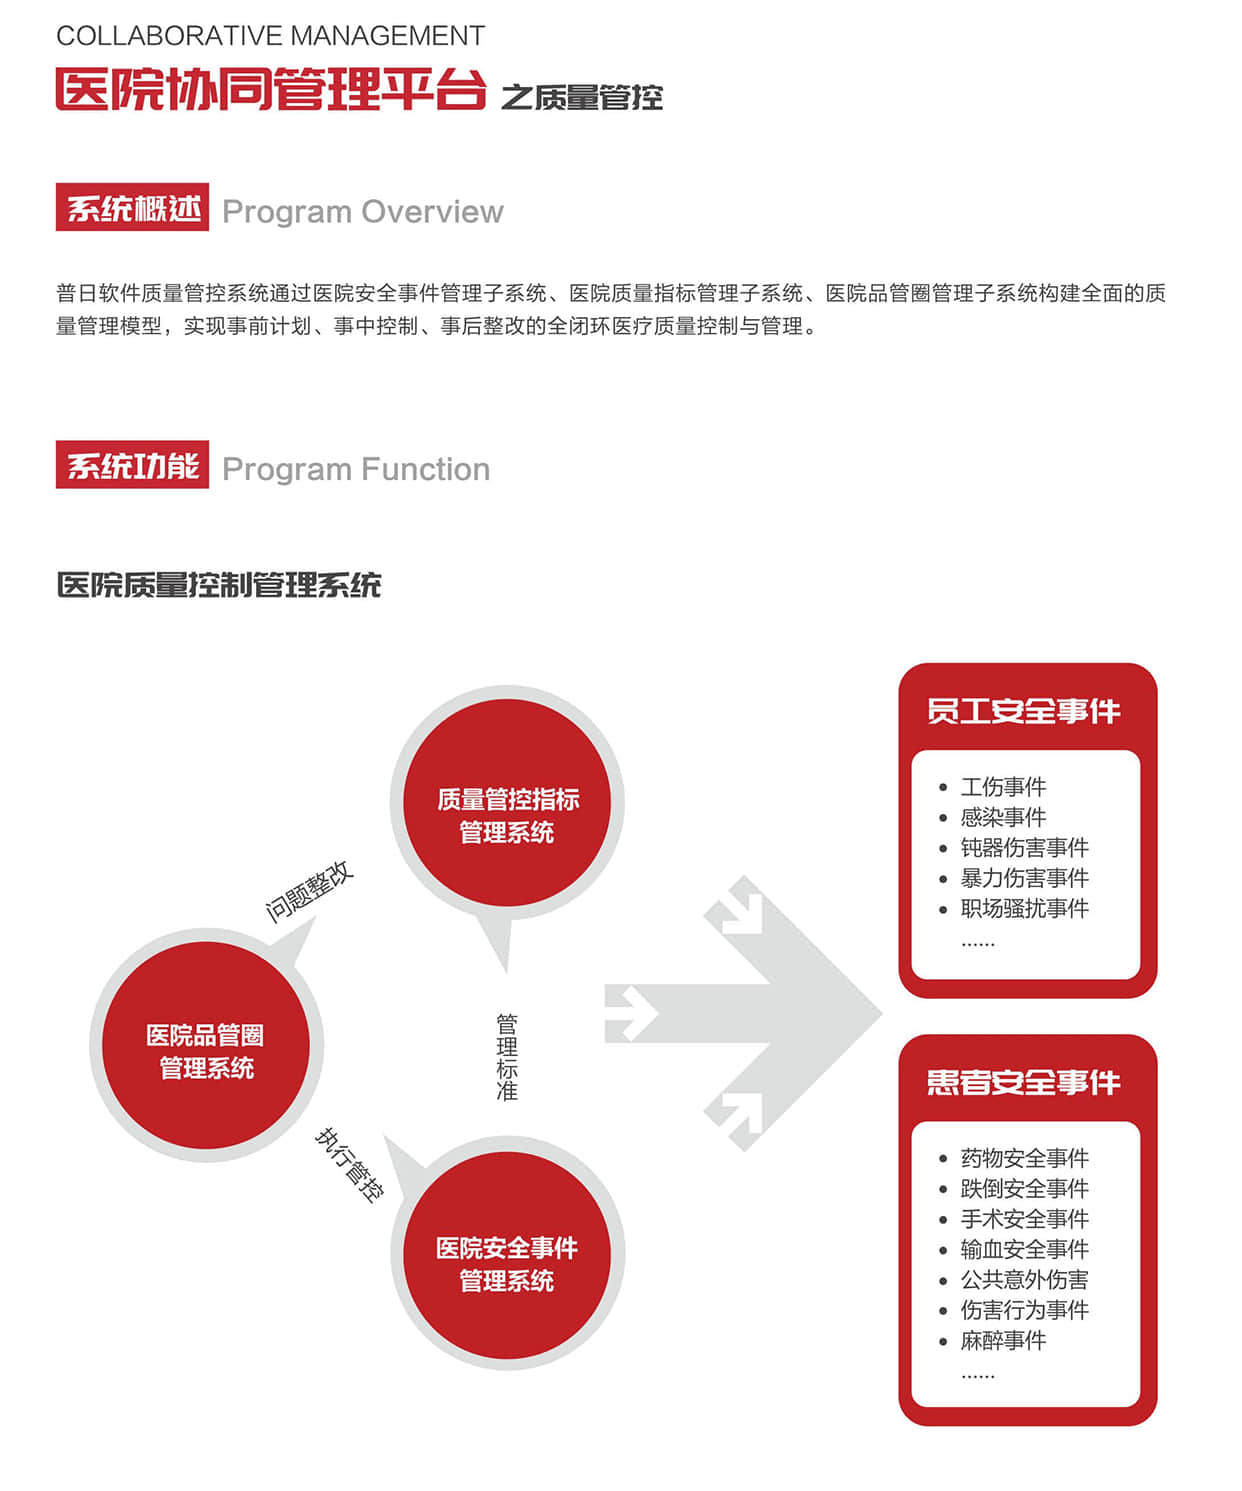 COLLABORATIVE MANAGEMENT
医院协同管理平台 之质量管控
系统概述 Program Overview
普日软件质量管控系统通过医院安全事件管理子系统、医院质量指标管理子系统、医院品管圈管理子系统构建全面的质
量管理模型，实现事前计划、事中控制、事后整改的全闭环医疗质量控制与管理。
系统功能 Program Function
医院质量控制管理系统
质量管控指标
管理系统
问题整改
医院品管圈
管理系统
管理标准
执行管控
医院安全事件
管理系统
员工安全事件
• 工伤事件
• 感染事件
• 钝器伤害事件
• 暴力伤害事件
• 职场骚扰事件
······
患者安全事件
• 药物安全事件
• 跌倒安全事件
• 手术安全事件
• 输血安全事件
• 公共意外伤害
• 伤害行为事件
• 麻醉事件
······